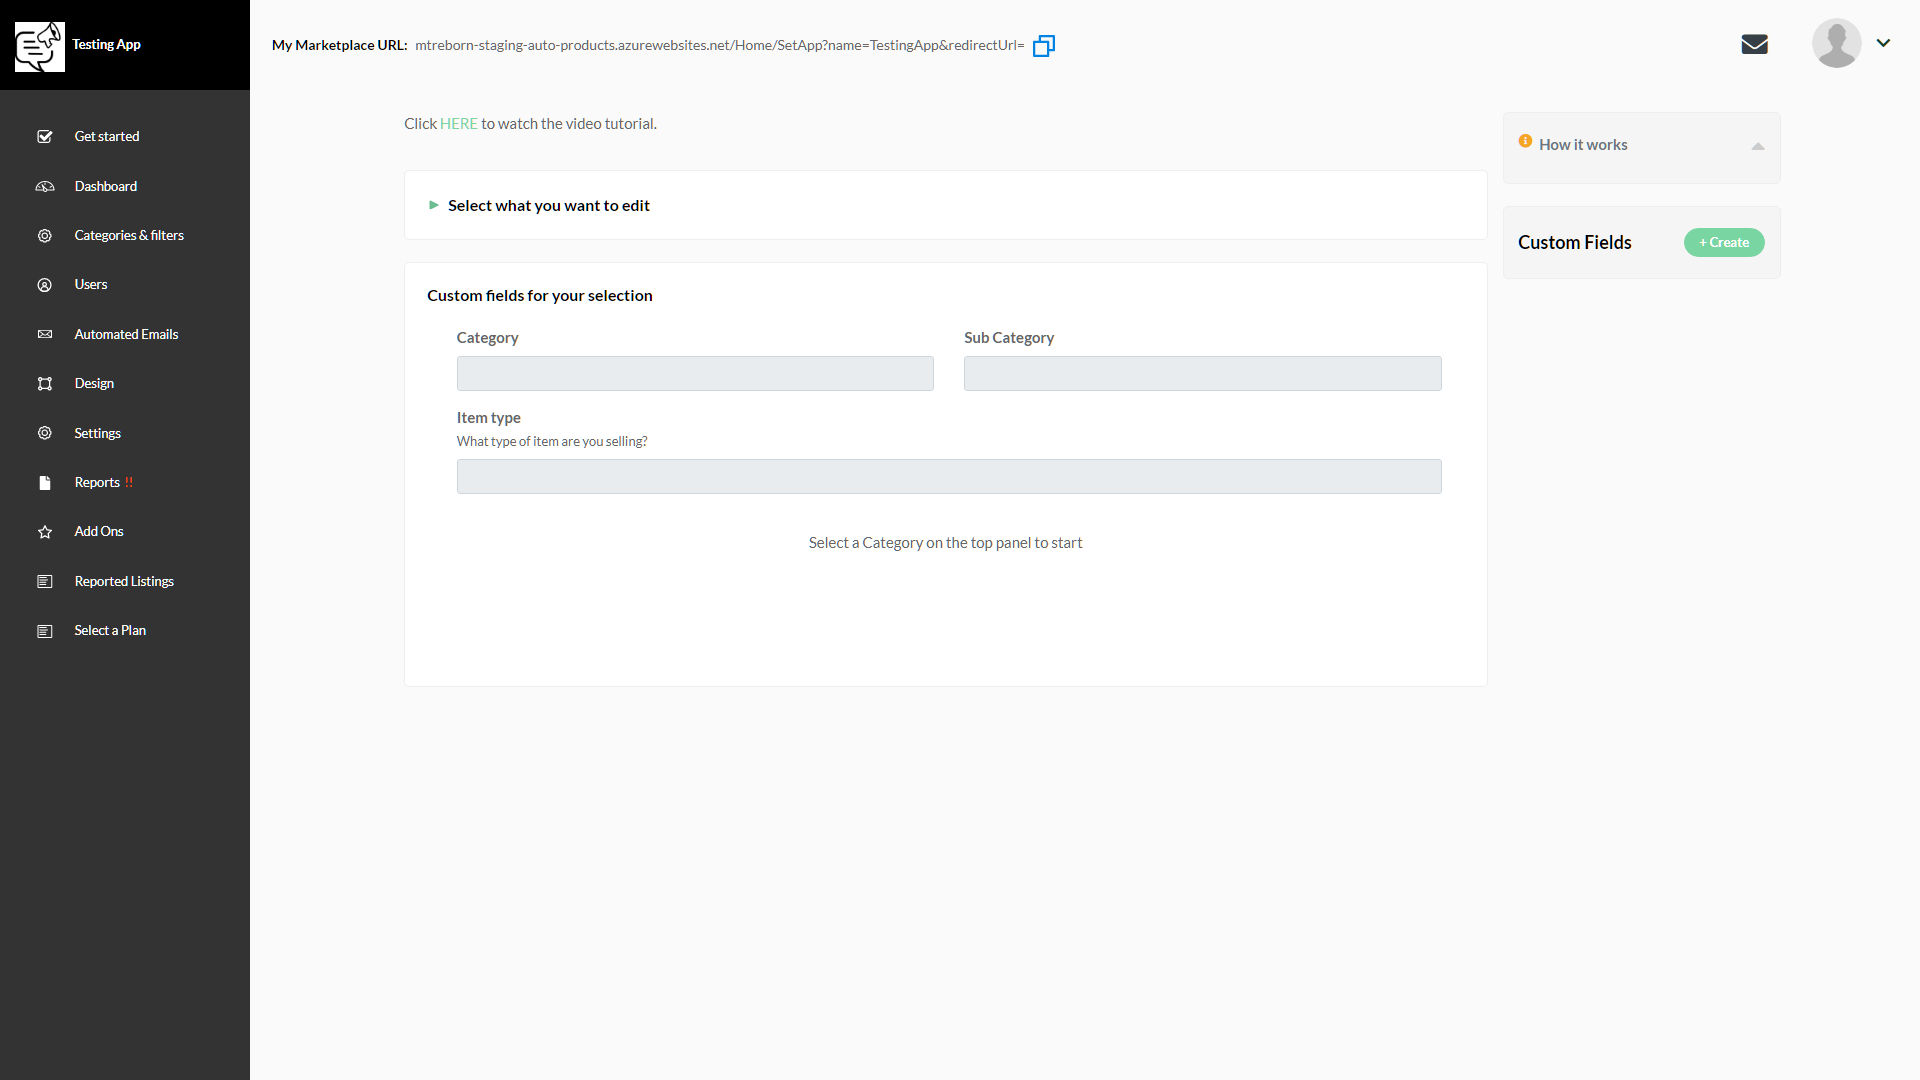 Testing App
My Marketplace URL: mtreborn-staging-auto-products.azurewebsites.net/Home/SetApp?name=TestingApp&redirectUrl=
Get started
Dashboard
Categories & filters
Users
Automated Emails
Design
Settings
Reports !!
Add Ons
Reported Listings
Select a Plan
Click HERE to watch the video tutorial.
Select what you want to edit
Custom fields for your selection
Category
Sub Category
Item type
What type of item are you selling?
Select a Category on the top panel to start
How it works
Custom Fields
+ Create